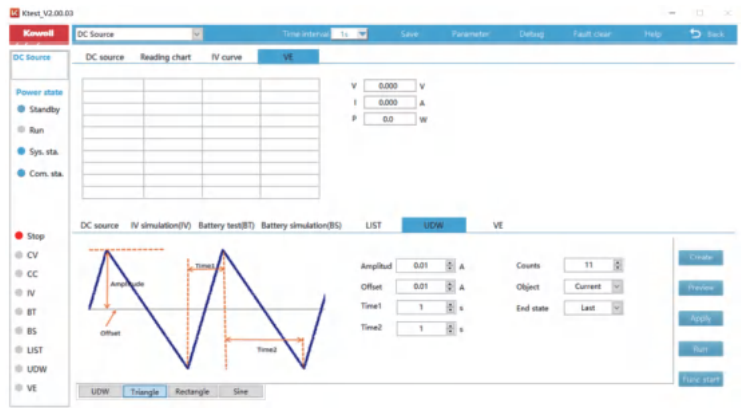 Ktest_V2.00.03
Kewell
DC Source
Time interval 1s Save Parameter Debug Fault clear Help Back
DC Source
DC source Reading chart IV curve VE
Power state
Standby
Run
Sys. sta.
Com. sta.
V 0.000 V
I 0.000 A
P 0.0 W
DC source IV simulation(IV) Battery test(BT) Battery simulation(BS) LIST UDW VE
Stop
CV
CC
IV
BT
BS
LIST
UDW
VE
Amplitude
Time1
Offset
Time2
Amplitud 0.01 A
Offset 0.01 A
Time1 1 s
Time2 1 s
Counts 11
Object Current
End state Last
Create
Preview
Apply
Run
Func start
UDW Triangle Rectangle Sine